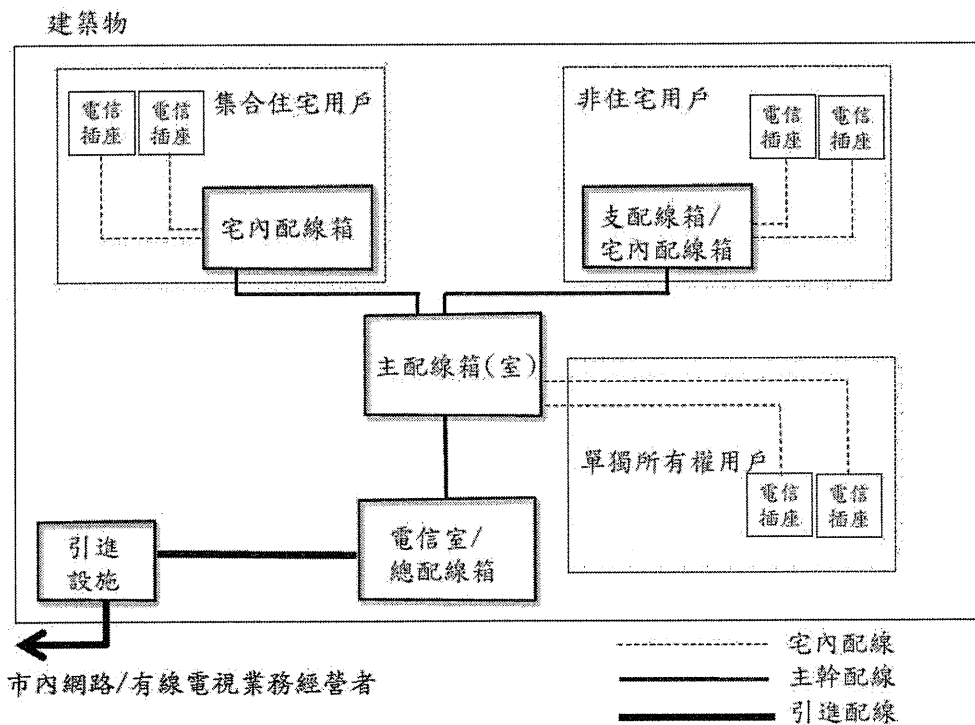 建築物
集合住宅用戶
電信
插座
電信
插座
宅內配線箱
非住宅用戶
電信
插座
電信
插座
支配線箱/
宅內配線箱
主配線箱(室)
單獨所有權用戶
電信
插座
電信
插座
引進
設施
電信室/
總配線箱
市內網路/有線電視業務經營者
宅內配線
主幹配線
引進配線